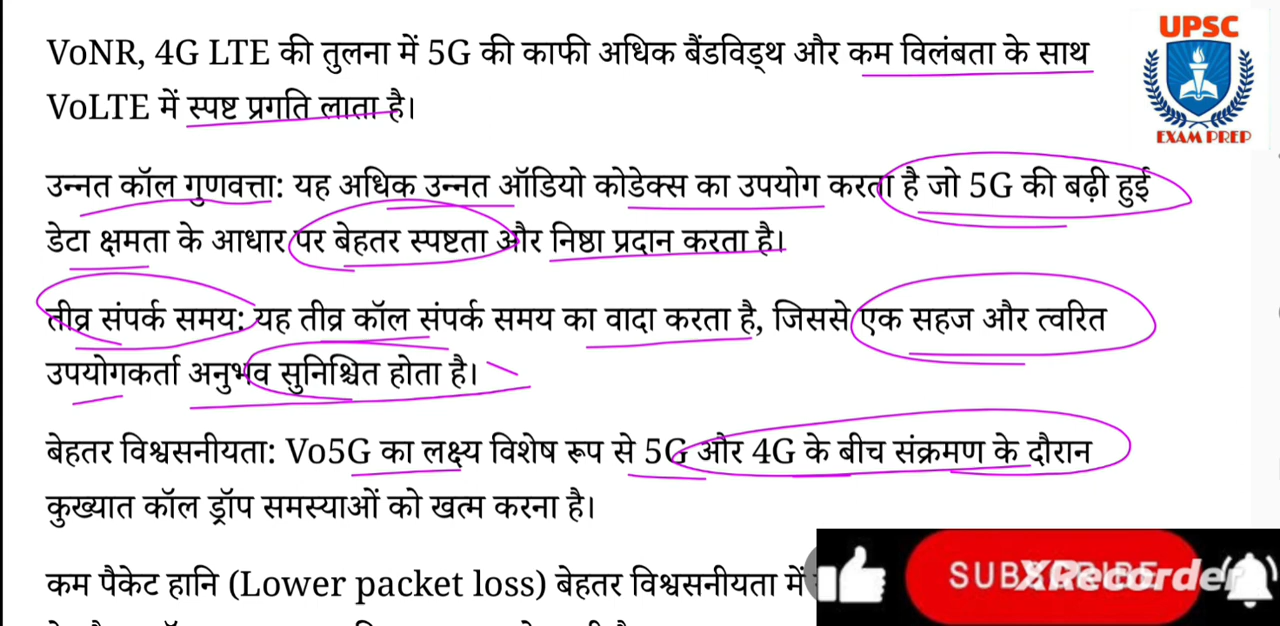 VoNR, 4G LTE की तुलना में 5G की काफी अधिक बैंडविड्थ और कम विलंबता के साथ
VoLTE में स्पष्ट प्रगति लाता है।
UPSC
EXAM PREP
उन्नत कॉल गुणवत्ता: यह अधिक उन्नत ऑडियो कोडेक्स का उपयोग करता है जो 5G की बढ़ी हुई
डेटा क्षमता के आधार पर बेहतर स्पष्टता और निष्ठा प्रदान करता है।
तीव्र संपर्क समय: यह तीव्र कॉल संपर्क समय का वादा करता है, जिससे एक सहज और त्वरित
उपयोगकर्ता अनुभव सुनिश्चित होता है।
बेहतर विश्वसनीयता: Vo5G का लक्ष्य विशेष रूप से 5G और 4G के बीच संक्रमण के दौरान
कुख्यात कॉल ड्रॉप समस्याओं को खत्म करना है।
कम पैकेट हानि (Lower packet loss) बेहतर विश्वसनीयता में
SUBSCRIBE
XRecorder